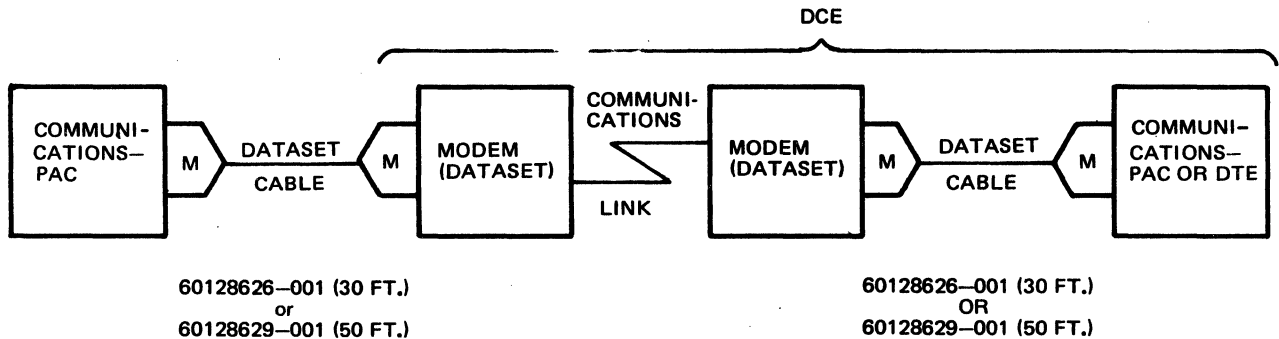 DCE
COMMUNI-
CATIONS—
PAC
M
DATASET
CABLE
M
MODEM
(DATASET)
COMMUNI-
CATIONS
LINK
MODEM
(DATASET)
M
DATASET
CABLE
M
COMMUNI-
CATIONS—
PAC OR DTE
60128626—001 (30 FT.)
or
60128629—001 (50 FT.)
60128626—001 (30 FT.)
OR
60128629—001 (50 FT.)